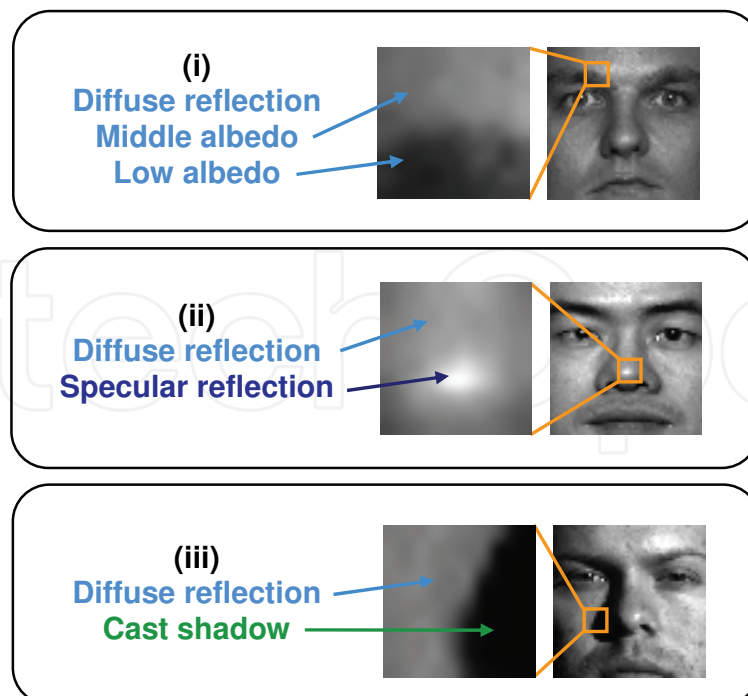 (i)
Diffuse reflection
Middle albedo
Low albedo
(ii)
Diffuse reflection
Specular reflection
(iii)
Diffuse reflection
Cast shadow